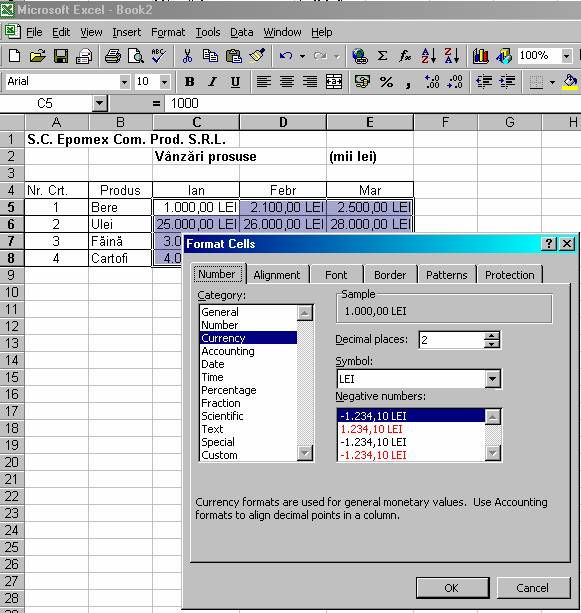 Microsoft Excel - Book2
File Edit View Insert Format Tools Data Window Help
Σ fx A Z Z A 100%
ABC
Arial 10 B I U % ,
C5 = 1000
A B C D E F G H
1 S.C. Epomex Com. Prod. S.R.L.
2 Vânzări prosuse (mii lei)
3
4 Nr. Crt. Produs Ian Febr Mar
5 1 Bere 1.000,00 LEI 2.100,00 LEI 2.500,00 LEI
6 2 Ulei 25.000,00 LEI 26.000,00 LEI 28.000,00 LEI
7 3 Făină 3.0
8 4 Cartofi 4.0
9
10
11
12
13
14
15
16
17
18
19
20
21
22
23
24
25
26
27
28
Format Cells
Number Alignment Font Border Patterns Protection
Category:
General
Number
Currency
Accounting
Date
Time
Percentage
Fraction
Scientific
Text
Special
Custom
Sample
1.000,00 LEI
Decimal places: 2
Symbol:
LEI
Negative numbers:
-1.234,10 LEI
1.234,10 LEI
-1.234,10 LEI
-1.234,10 LEI
Currency formats are used for general monetary values. Use Accounting
formats to align decimal points in a column.
OK Cancel